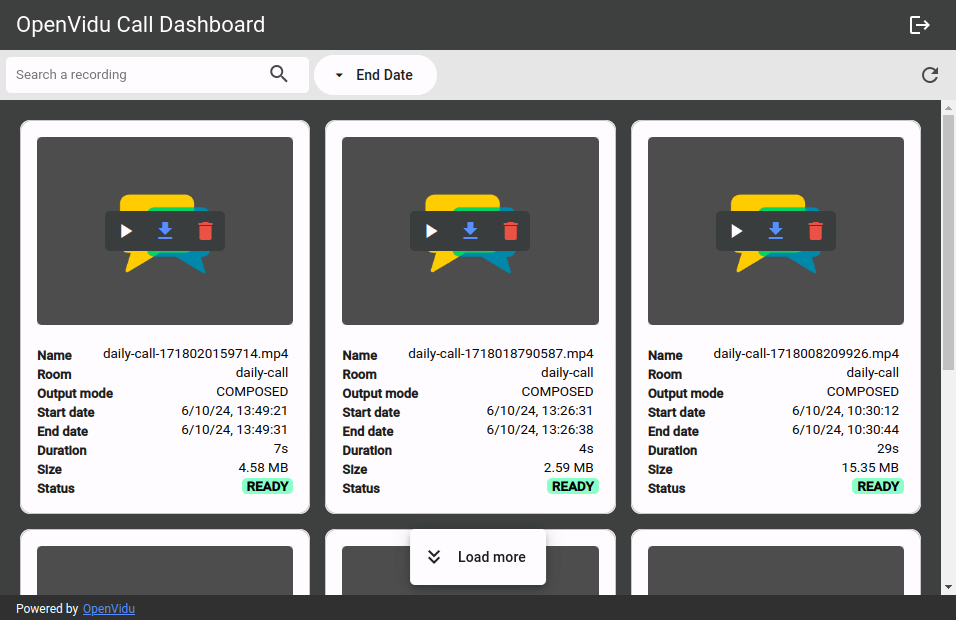 OpenVidu Call Dashboard
Search a recording
End Date
Name daily-call-1718020159714.mp4
Room daily-call
Output mode COMPOSED
Start date 6/10/24, 13:49:21
End date 6/10/24, 13:49:31
Duration 7s
Size 4.58 MB
Status READY
Name daily-call-1718018790587.mp4
Room daily-call
Output mode COMPOSED
Start date 6/10/24, 13:26:31
End date 6/10/24, 13:26:38
Duration 4s
Size 2.59 MB
Status READY
Name daily-call-1718008209926.mp4
Room daily-call
Output mode COMPOSED
Start date 6/10/24, 10:30:12
End date 6/10/24, 10:30:44
Duration 29s
Size 15.35 MB
Status READY
Load more
Powered by OpenVidu